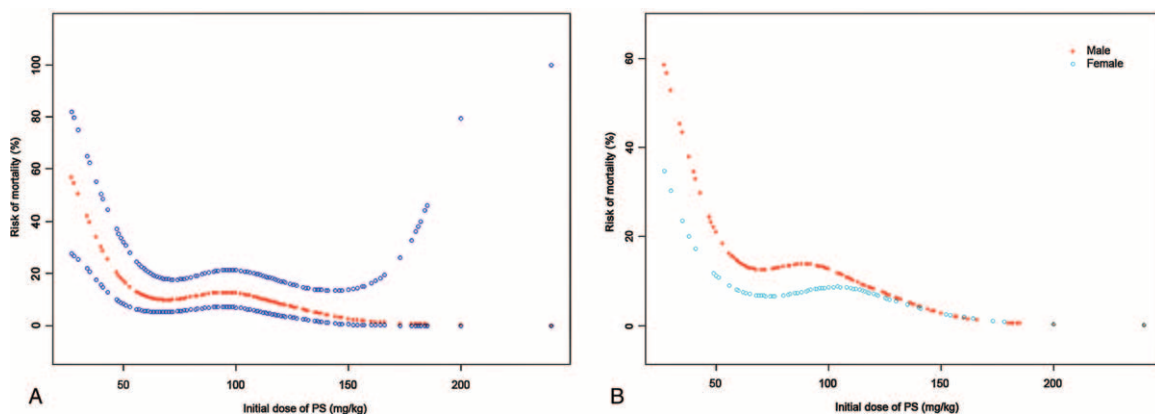 100
80
60
40
20
0
Risk of mortality (%)
50
100
150
200
A
Initial dose of PS (mg/kg)
60
40
20
0
Risk of mortality (%)
Male
Female
50
100
150
200
B
Initial dose of PS (mg/kg)